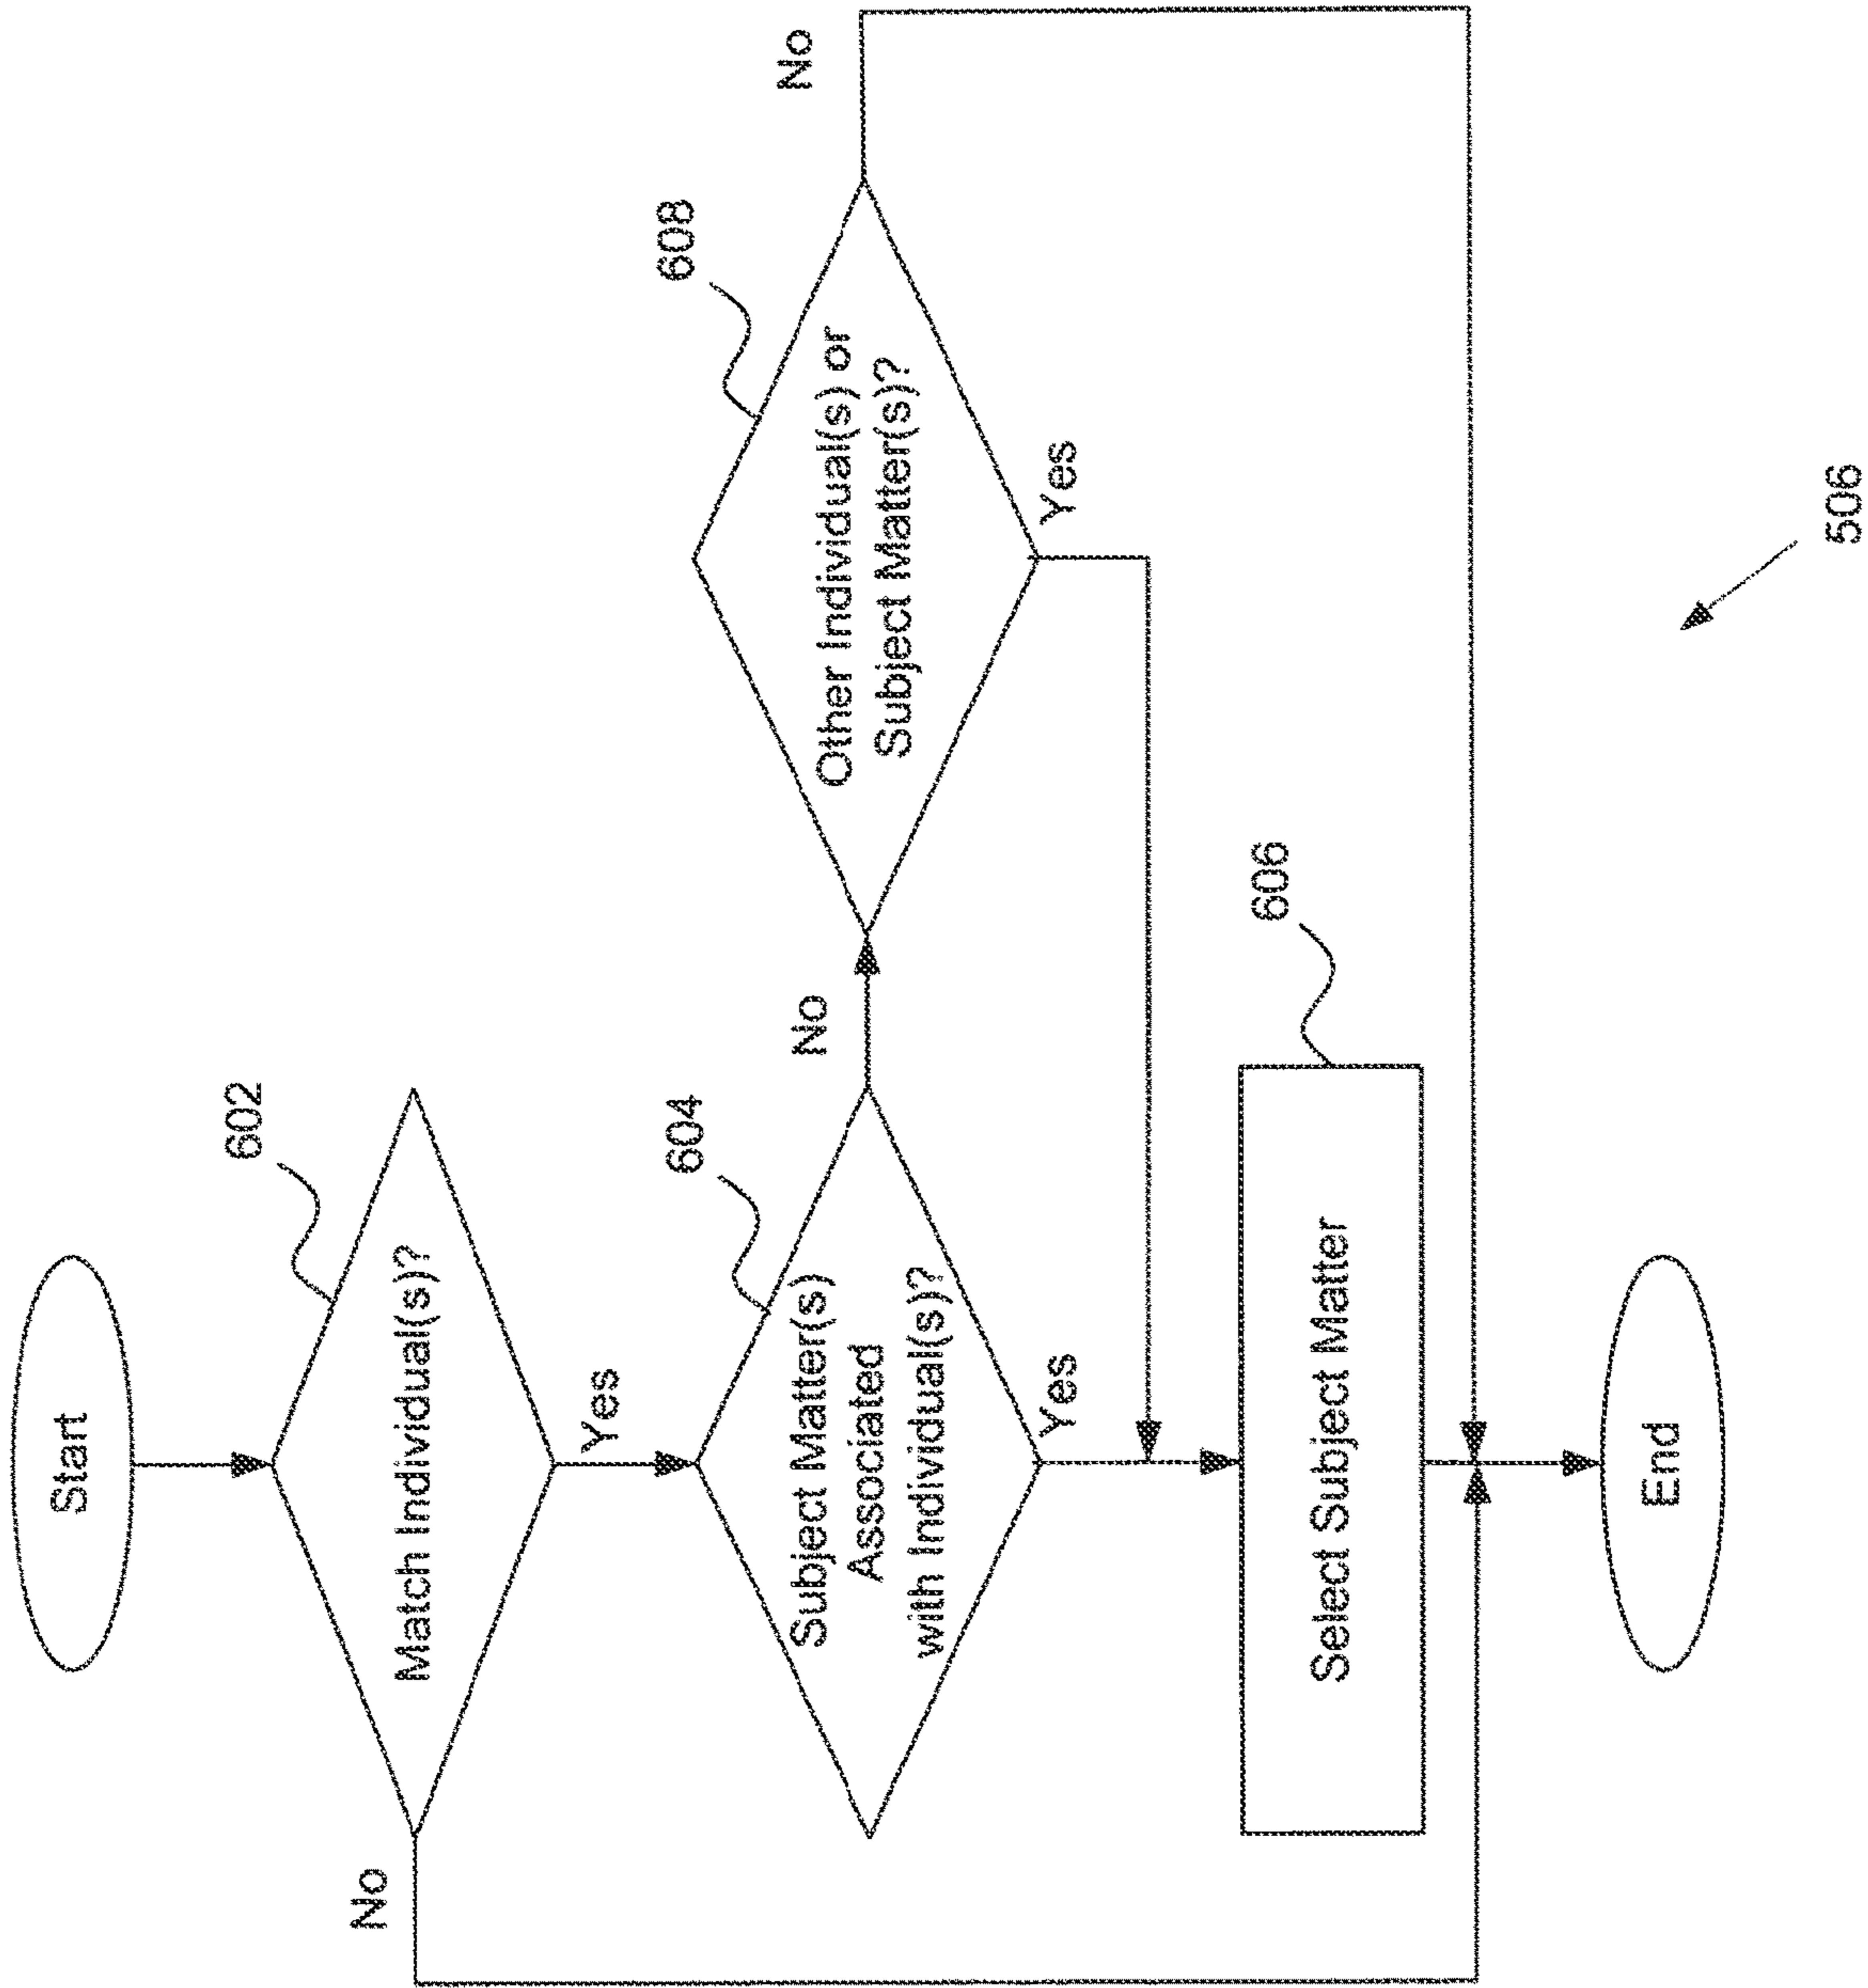 Start
602
Match Individual(s)?
No
Yes
604
Subject Matter(s)
Associated
with Individual(s)?
No
Yes
608
Other Individual(s) or
Subject Matter(s)?
No
Yes
606
Select Subject Matter
End
506